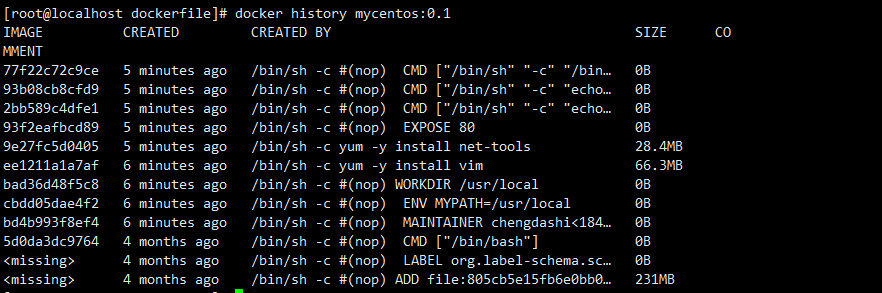 [root@localhost dockerfile]# docker history mycentos:0.1
IMAGE CREATED CREATED BY SIZE CO
MMENT
77f22c72c9ce 5 minutes ago /bin/sh -c #(nop) CMD ["/bin/sh" "-c" "/bin… 0B
93b08cb8cfd9 5 minutes ago /bin/sh -c #(nop) CMD ["/bin/sh" "-c" "echo… 0B
2bb589c4dfe1 5 minutes ago /bin/sh -c #(nop) CMD ["/bin/sh" "-c" "echo… 0B
93f2eafbcd89 5 minutes ago /bin/sh -c #(nop) EXPOSE 80 0B
9e27fc5d0405 5 minutes ago /bin/sh -c yum -y install net-tools 28.4MB
ee1211a1a7af 6 minutes ago /bin/sh -c yum -y install vim 66.3MB
bad36d48f5c8 6 minutes ago /bin/sh -c #(nop) WORKDIR /usr/local 0B
cbdd05dae4f2 6 minutes ago /bin/sh -c #(nop) ENV MYPATH=/usr/local 0B
bd4b993f8ef4 6 minutes ago /bin/sh -c #(nop) MAINTAINER chengdashi<184… 0B
5d0da3dc9764 4 months ago /bin/sh -c #(nop) CMD ["/bin/bash"] 0B
<missing> 4 months ago /bin/sh -c #(nop) LABEL org.label-schema.sc… 0B
<missing> 4 months ago /bin/sh -c #(nop) ADD file:805cb5e15fb6e0bb0… 231MB